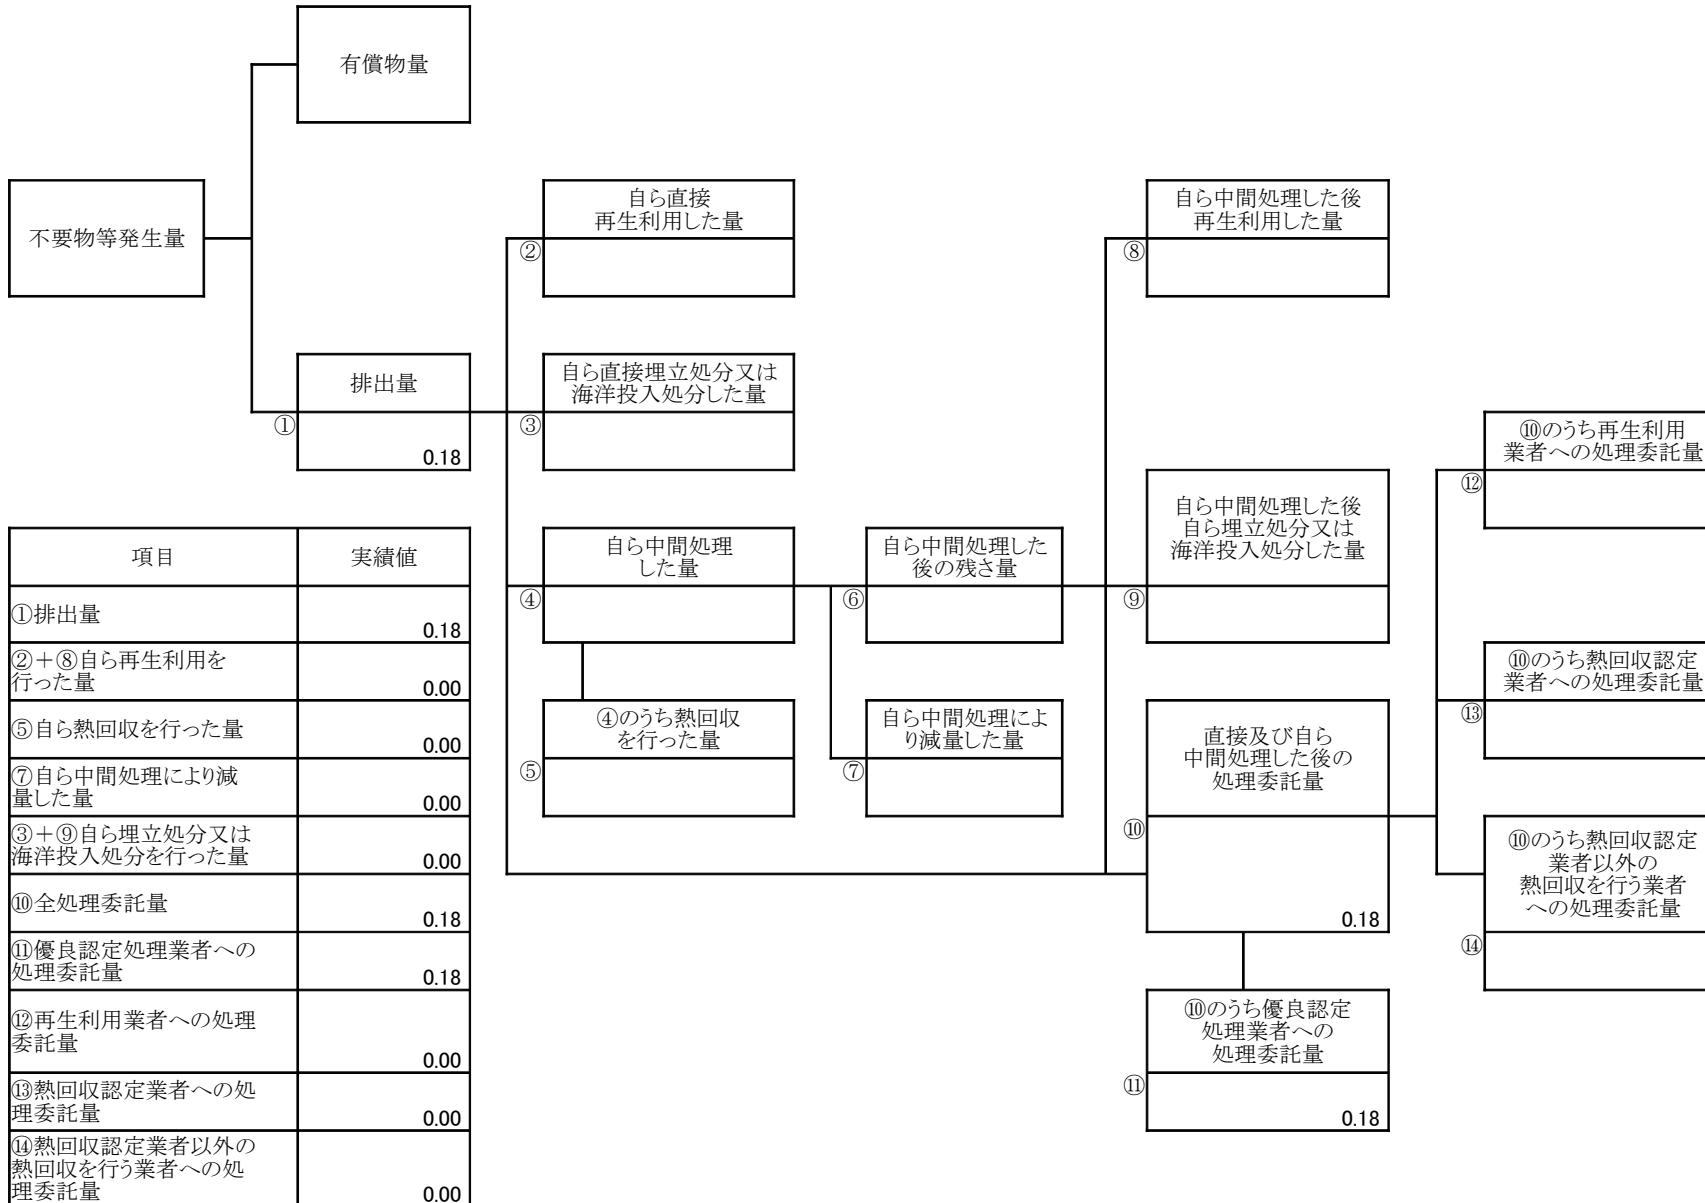 有償物量
不要物等発生量
自ら直接
再生利用した量
②
自ら中間処理した後
再生利用した量
⑧
排出量
①
0.18
自ら直接埋立処分又は
海洋投入処分した量
③
⑩のうち再生利用
業者への処理委託量
⑫
自ら中間処理
した量
④
自ら中間処理した
後の残さ量
⑥
自ら中間処理した後
自ら埋立処分又は
海洋投入処分した量
⑨
⑩のうち熱回収認定
業者への処理委託量
⑬
④のうち熱回収
を行った量
⑤
自ら中間処理によ
り減量した量
⑦
直接及び自ら
中間処理した後の
処理委託量
⑩
0.18
⑩のうち熱回収認定
業者以外の
熱回収を行う業者
への処理委託量
⑭
⑩のうち優良認定
処理業者への
処理委託量
⑪
0.18
項目 実績値
①排出量
0.18
②＋⑧自ら再生利用を
行った量
0.00
⑤自ら熱回収を行った量
0.00
⑦自ら中間処理により減
量した量
0.00
③＋⑨自ら埋立処分又は
海洋投入処分を行った量
0.00
⑩全処理委託量
0.18
⑪優良認定処理業者への
処理委託量
0.18
⑫再生利用業者への処理
委託量
0.00
⑬熱回収認定業者への処
理委託量
0.00
⑭熱回収認定業者以外の
熱回収を行う業者への処
理委託量
0.00